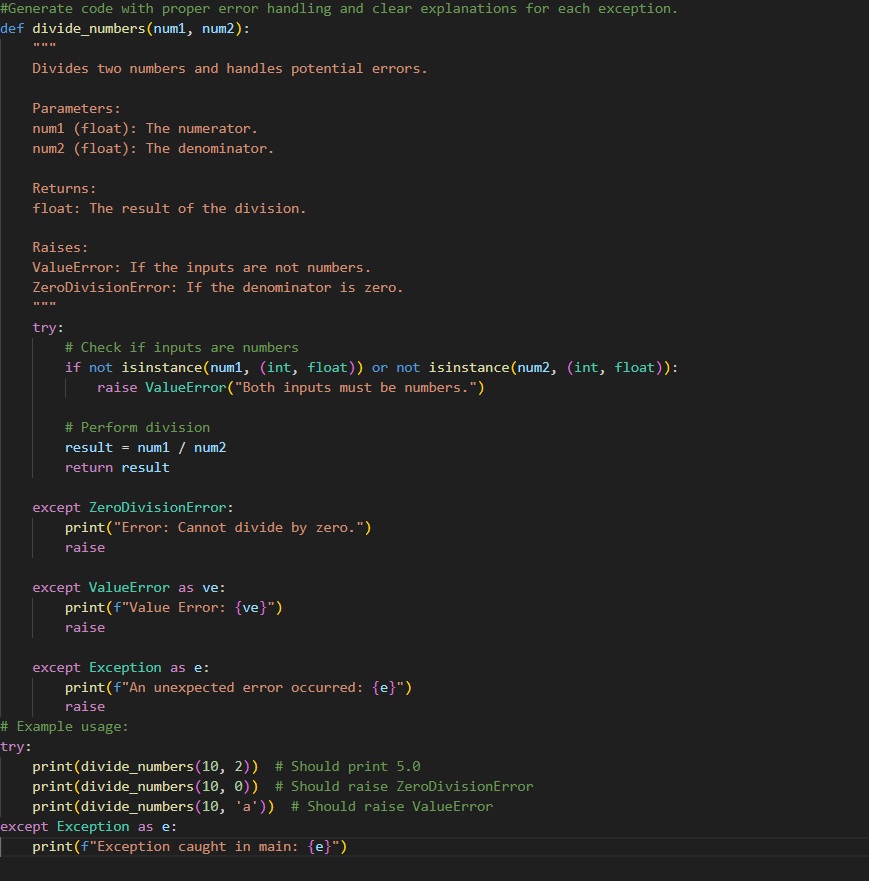 #Generate code with proper error handling and clear explanations for each exception.
def divide_numbers(num1, num2):
    """
    Divides two numbers and handles potential errors.

    Parameters:
    num1 (float): The numerator.
    num2 (float): The denominator.

    Returns:
    float: The result of the division.

    Raises:
    ValueError: If the inputs are not numbers.
    ZeroDivisionError: If the denominator is zero.
    """
    try:
        # Check if inputs are numbers
        if not isinstance(num1, (int, float)) or not isinstance(num2, (int, float)):
            raise ValueError("Both inputs must be numbers.")

        # Perform division
        result = num1 / num2
        return result

    except ZeroDivisionError:
        print("Error: Cannot divide by zero.")
        raise

    except ValueError as ve:
        print(f"Value Error: {ve}")
        raise

    except Exception as e:
        print(f"An unexpected error occurred: {e}")
        raise
# Example usage:
try:
    print(divide_numbers(10, 2))  # Should print 5.0
    print(divide_numbers(10, 0))  # Should raise ZeroDivisionError
    print(divide_numbers(10, 'a'))  # Should raise ValueError
except Exception as e:
    print(f"Exception caught in main: {e}")